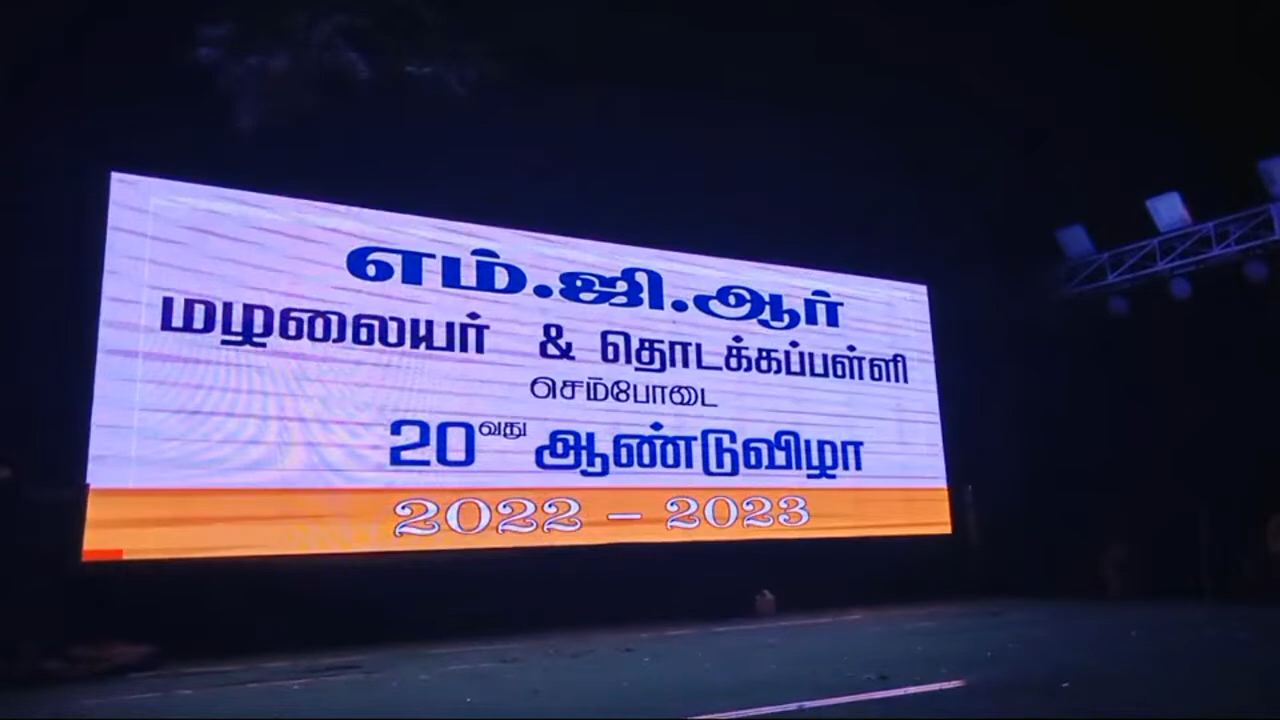 எம்.ஜி.ஆர்
மழலையர் & தொடக்கப்பள்ளி
செம்போடை
20வது ஆண்டுவிழா
2022 - 2023